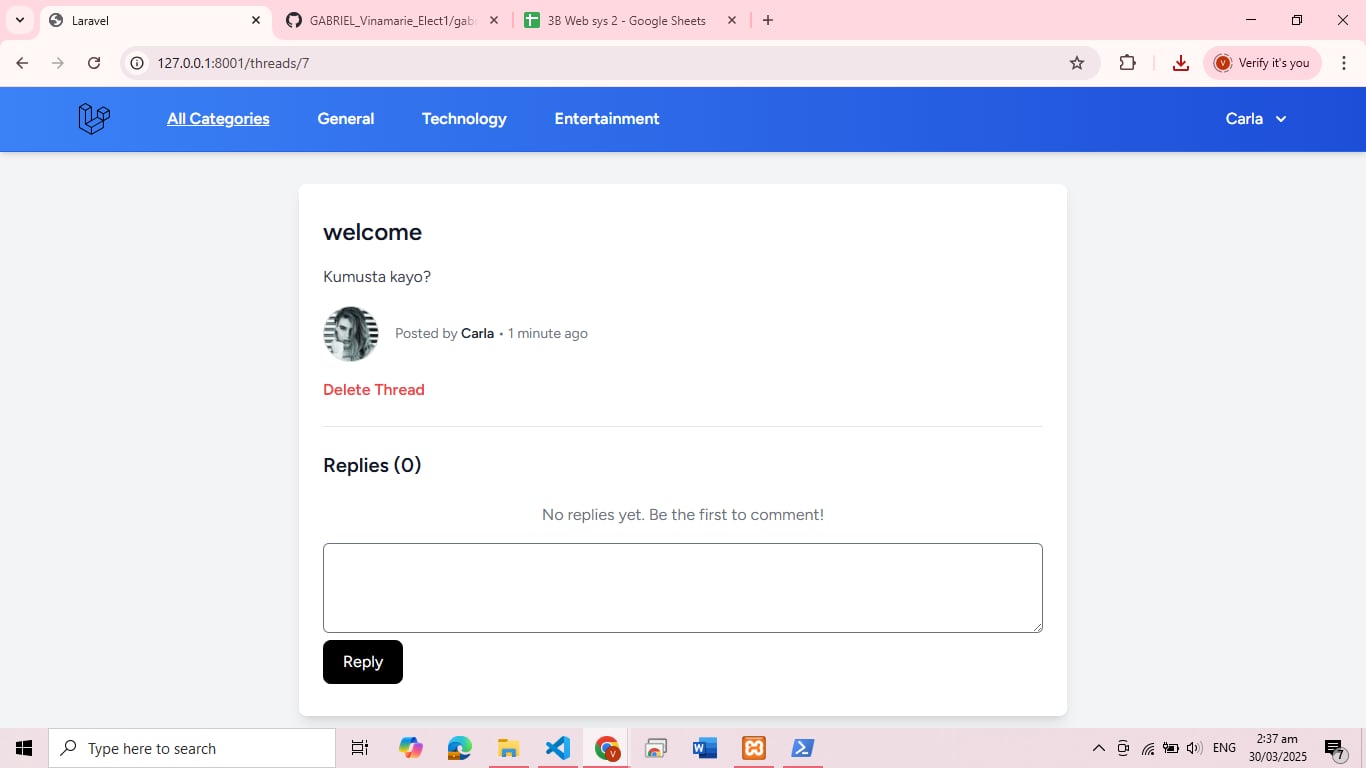 Laravel
GABRIEL_Vinamarie_Elect1/gab
3B Web sys 2 - Google Sheets
127.0.0.1:8001/threads/7
V
Verify it's you
All Categories
General
Technology
Entertainment
Carla
welcome
Kumusta kayo?
Posted by Carla • 1 minute ago
Delete Thread
Replies (0)
No replies yet. Be the first to comment!
Reply
Type here to search
V
W
ENG
2:37 am
30/03/2025
7